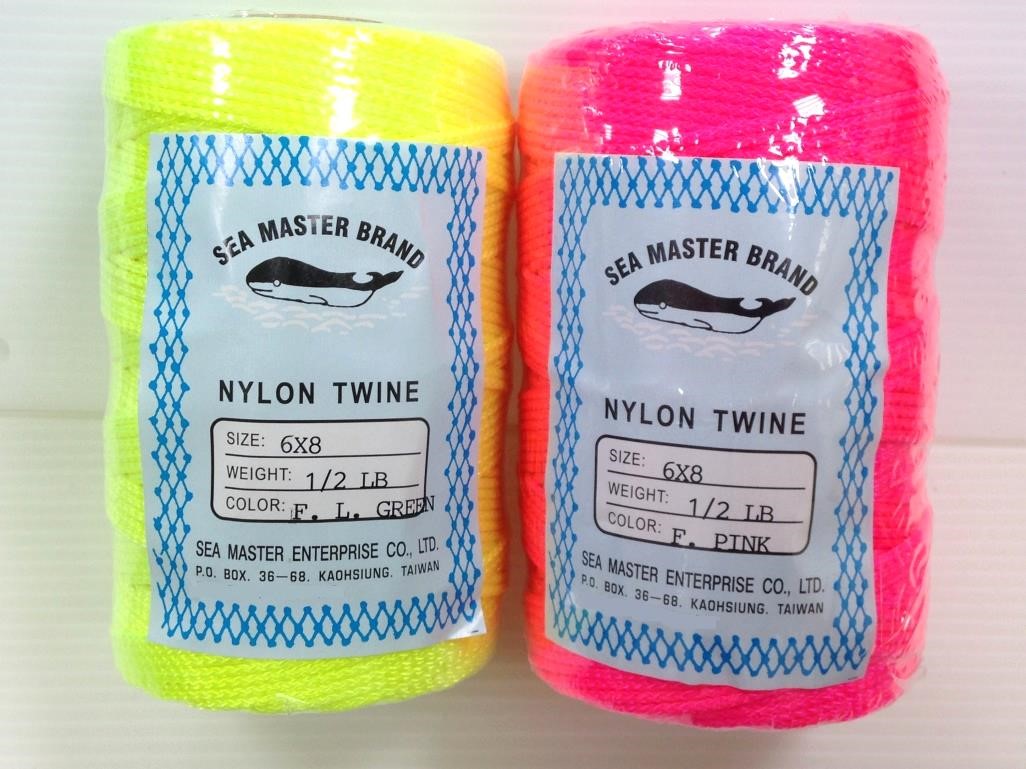 SEA MASTER BRAND
NYLON TWINE
SIZE: 6X8
WEIGHT: 1/2 LB
COLOR: F. L. GREEN
SEA MASTER ENTERPRISE CO., LTD.
P.O. BOX. 36-68. KAOHSIUNG. TAIWAN
SEA MASTER BRAND
NYLON TWINE
SIZE: 6X8
WEIGHT: 1/2 LB
COLOR: F. PINK
SEA MASTER ENTERPRISE CO., LTD.
P.O. BOX. 36-68. KAOHSIUNG. TAIWAN